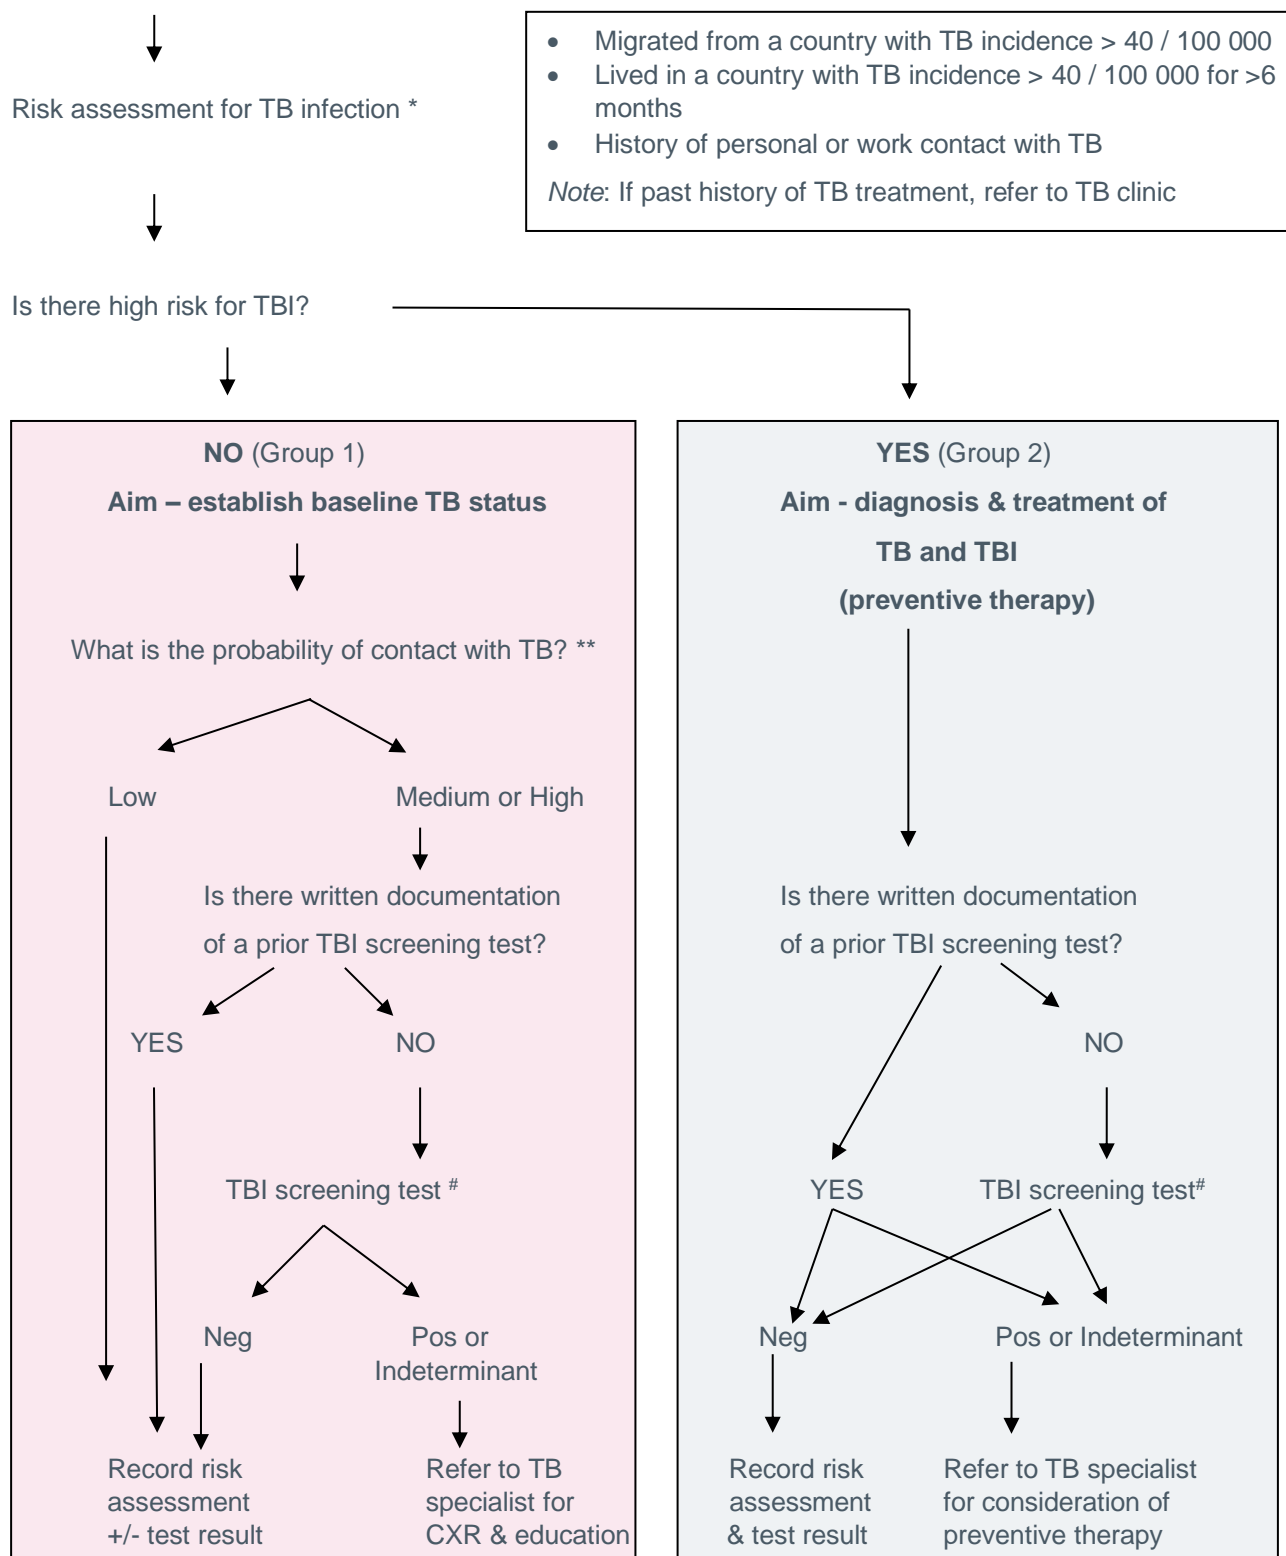 • Migrated from a country with TB incidence > 40 / 100 000
• Lived in a country with TB incidence > 40 / 100 000 for >6
months
• History of personal or work contact with TB
Note: If past history of TB treatment, refer to TB clinic
Risk assessment for TB infection *
Is there high risk for TBI?
NO (Group 1)
Aim – establish baseline TB status
What is the probability of contact with TB? **
Low
Medium or High
Is there written documentation
of a prior TBI screening test?
YES
NO
TBI screening test #
Neg
Pos or
Indeterminant
Record risk
assessment
+/- test result
Refer to TB
specialist for
CXR & education
YES (Group 2)
Aim - diagnosis & treatment of
TB and TBI
(preventive therapy)
Is there written documentation
of a prior TBI screening test?
NO
YES
TBI screening test#
Neg
Pos or Indeterminant
Record risk
assessment
& test result
Refer to TB specialist
for consideration of
preventive therapy